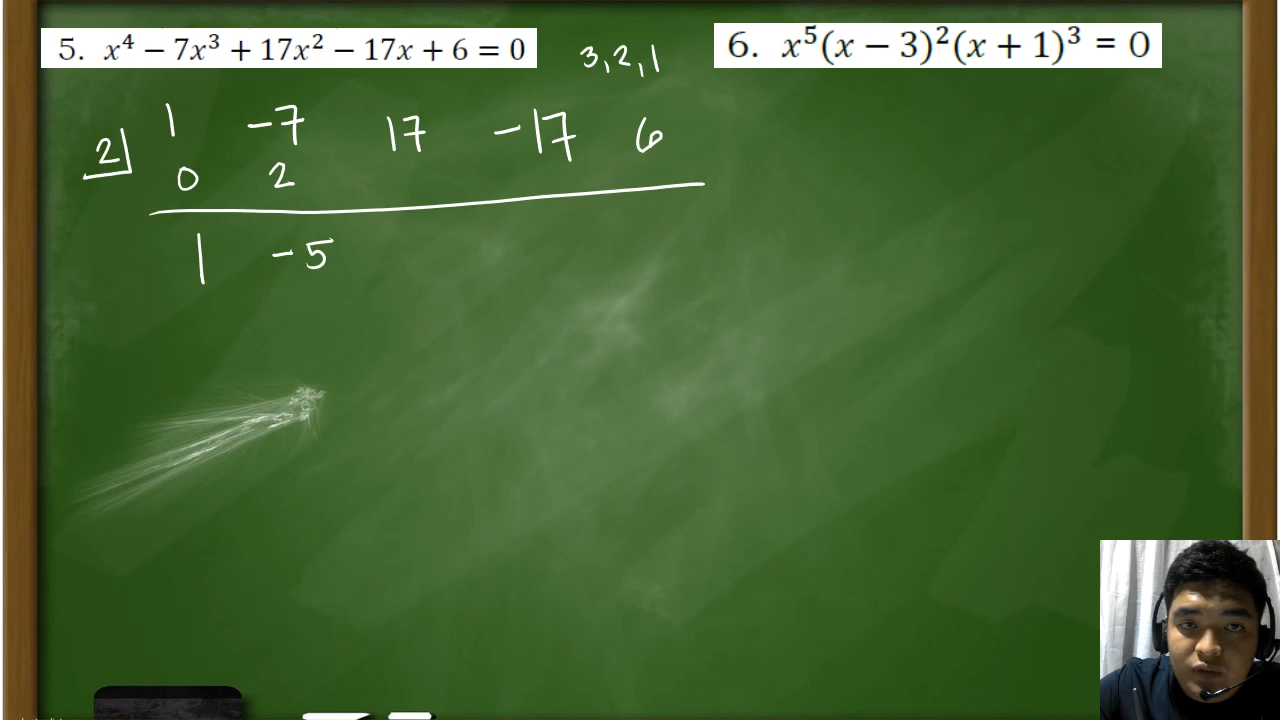 5. x⁴ − 7x³ + 17x² − 17x + 6 = 0
3, 2, 1
6. x⁵(x − 3)²(x + 1)³ = 0
2| 1 -7 17 -17 6
0 2
1 -5